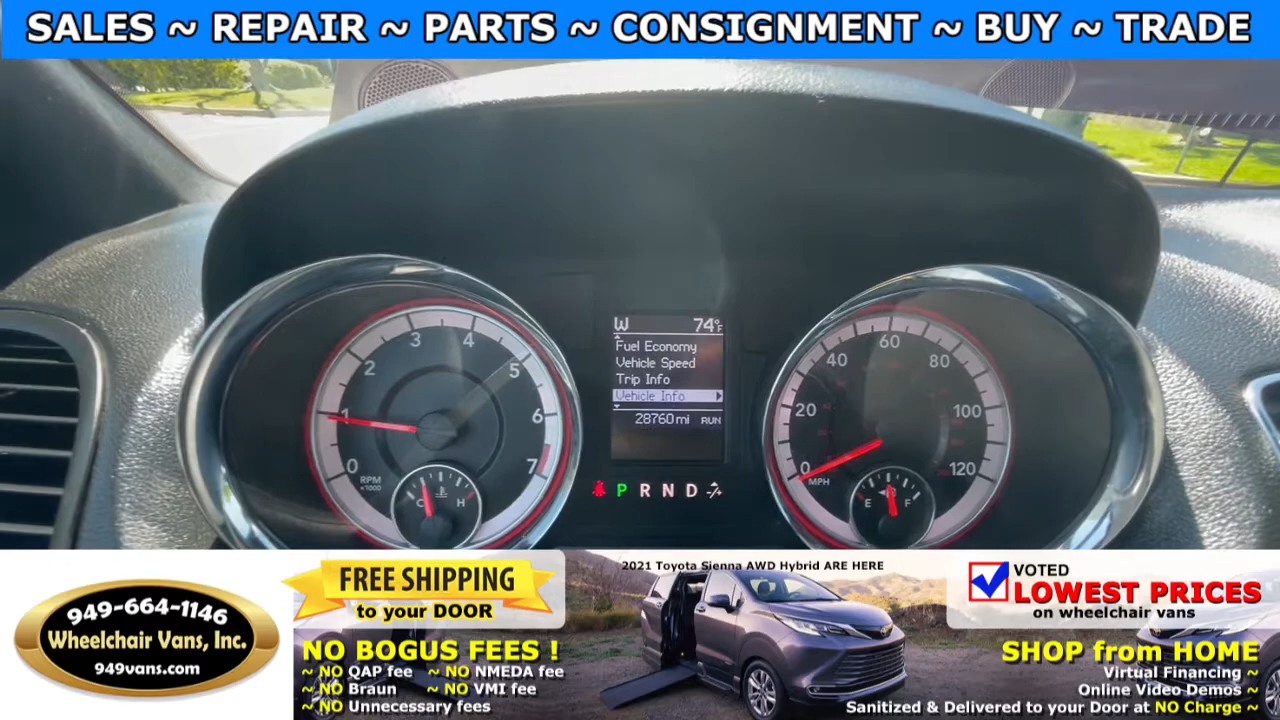 SALES ~ REPAIR ~ PARTS ~ CONSIGNMENT ~ BUY ~ TRADE
W 74°F
Fuel Economy
Vehicle Speed
Trip Info
Vehicle Info
28760 mi RUN
0 1 2 3 4 5 6 7
RPM
x1000
C H
P R N D
0 20 40 60 80 100 120
MPH
E F
949-664-1146
Wheelchair Vans, Inc.
949vans.com
FREE SHIPPING
to your DOOR
NO BOGUS FEES !
~ NO QAP fee ~ NO NMEDA fee
~ NO Braun ~ NO VMI fee
~ NO Unnecessary fees
2021 Toyota Sienna AWD Hybrid ARE HERE
VOTED
LOWEST PRICES
on wheelchair vans
SHOP from HOME
Virtual Financing ~
Online Video Demos ~
Sanitized & Delivered to your Door at NO Charge ~